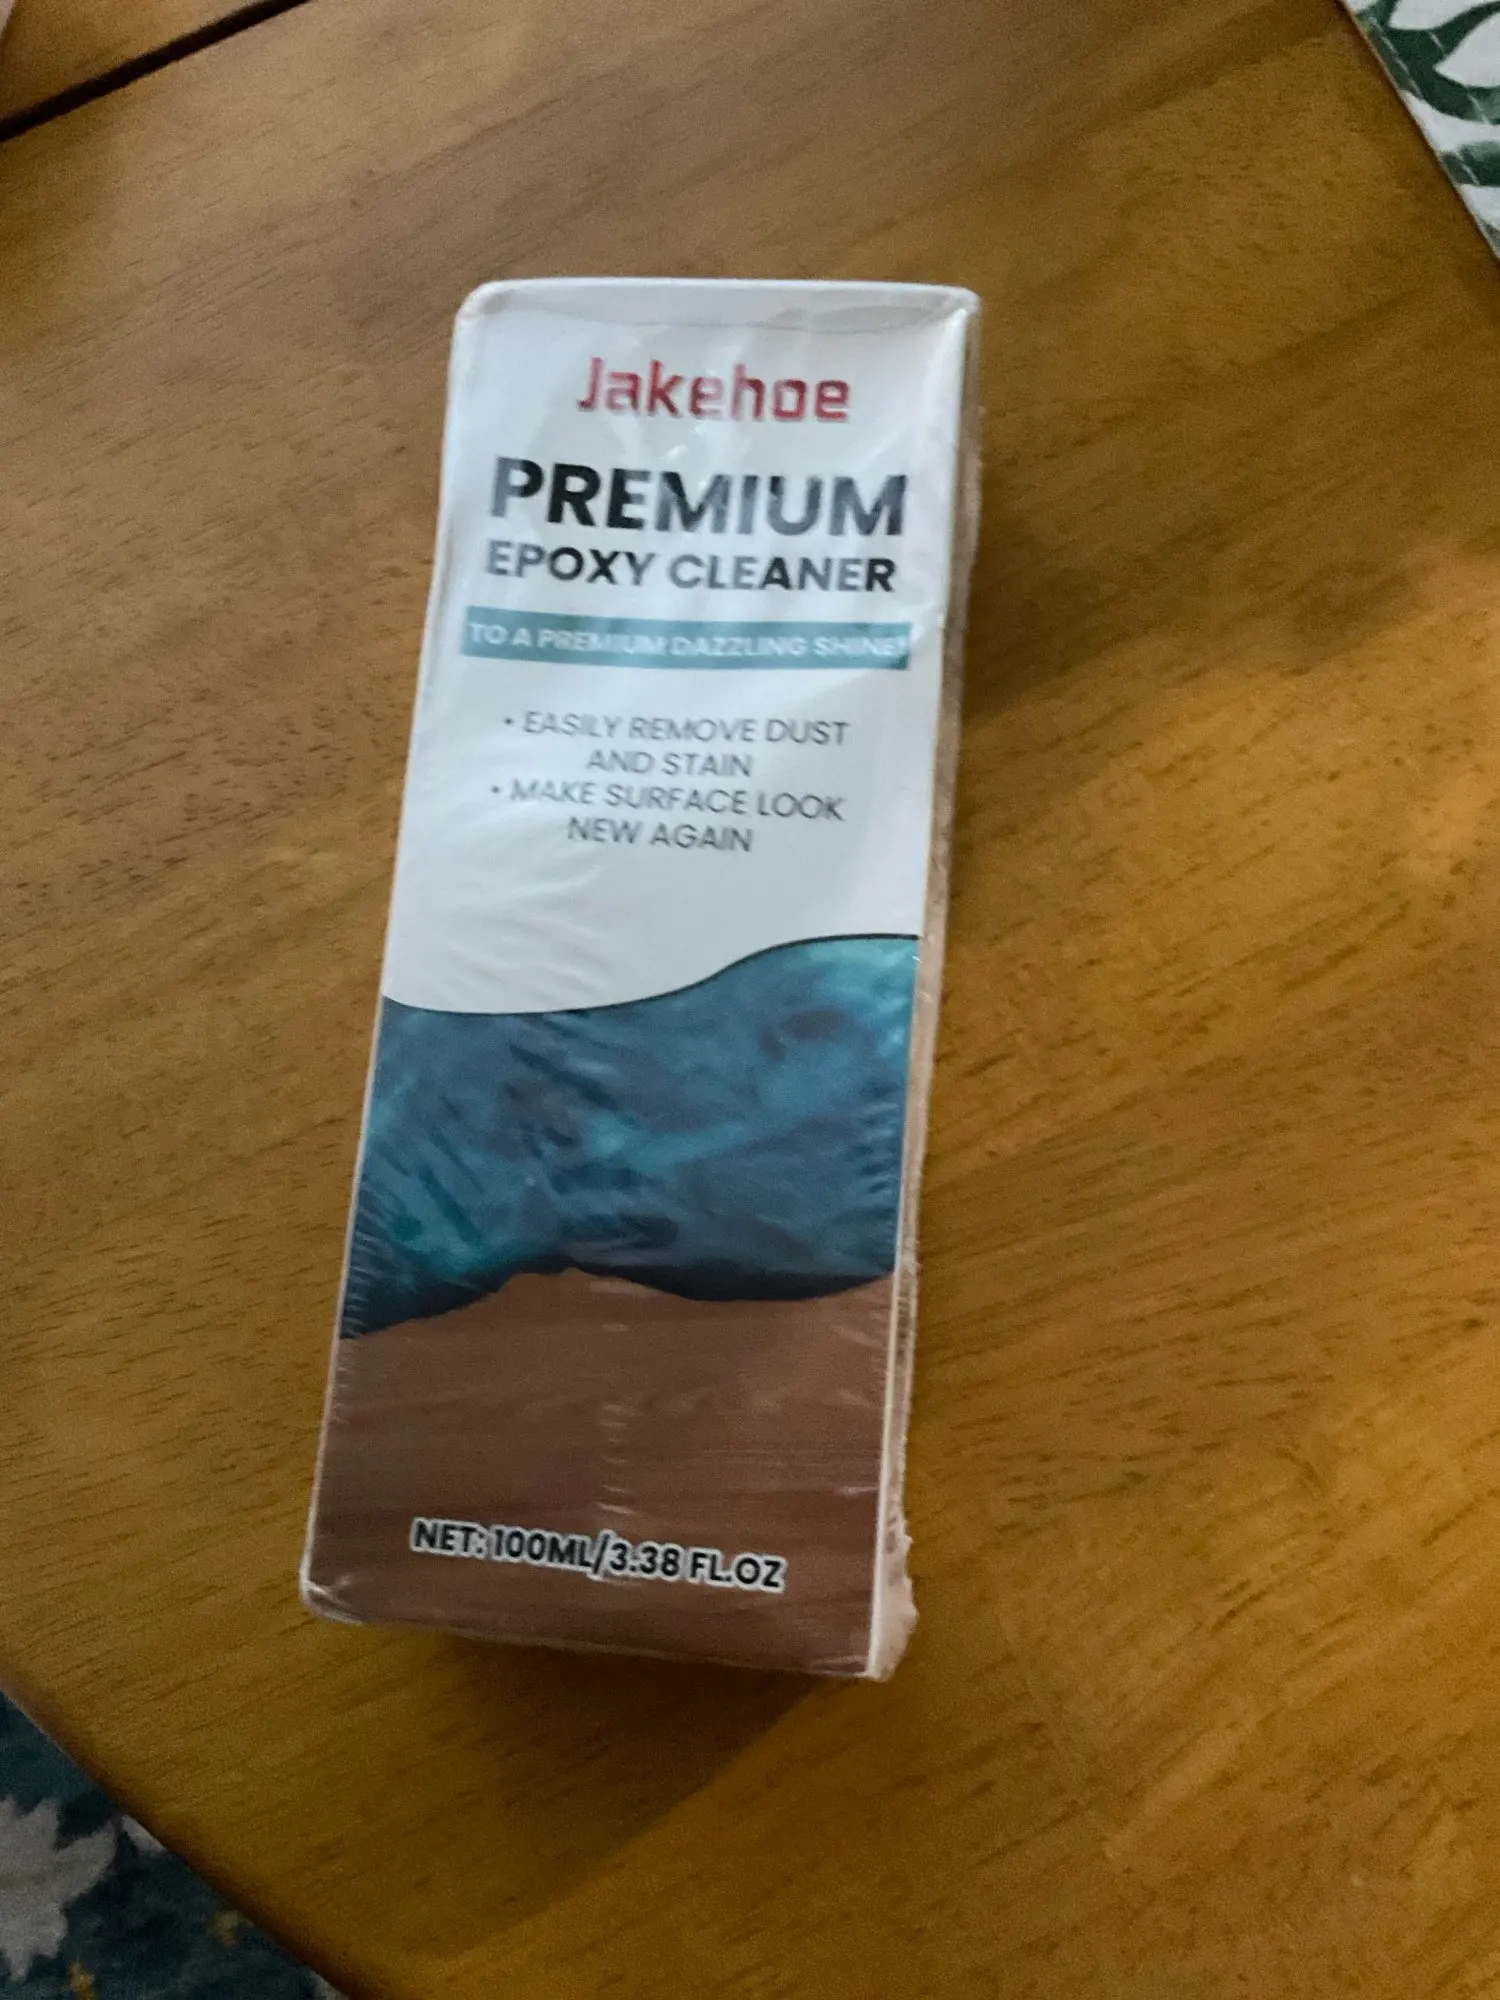 Jakehoe
PREMIUM
EPOXY CLEANER
TO A PREMIUM DAZZLING SHINE!
• EASILY REMOVE DUST
AND STAIN
• MAKE SURFACE LOOK
NEW AGAIN
NET: 100ML/3.38 FL.OZ